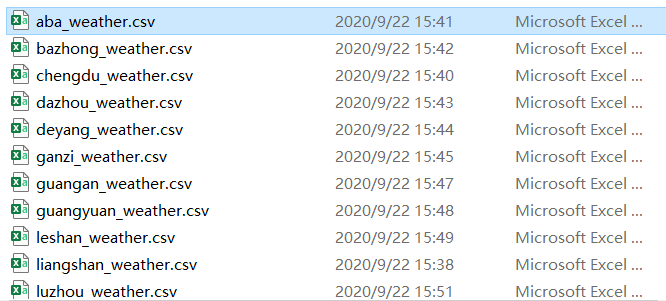 aba_weather.csv 2020/9/22 15:41 Microsoft Excel ...
bazhong_weather.csv 2020/9/22 15:42 Microsoft Excel ...
chengdu_weather.csv 2020/9/22 15:40 Microsoft Excel ...
dazhou_weather.csv 2020/9/22 15:43 Microsoft Excel ...
deyang_weather.csv 2020/9/22 15:44 Microsoft Excel ...
ganzi_weather.csv 2020/9/22 15:45 Microsoft Excel ...
guangan_weather.csv 2020/9/22 15:47 Microsoft Excel ...
guangyuan_weather.csv 2020/9/22 15:48 Microsoft Excel ...
leshan_weather.csv 2020/9/22 15:49 Microsoft Excel ...
liangshan_weather.csv 2020/9/22 15:38 Microsoft Excel ...
luzhou_weather.csv 2020/9/22 15:51 Microsoft Excel ...